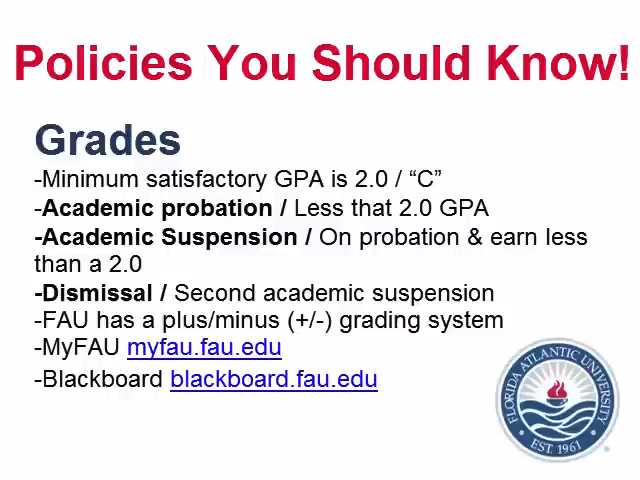 Policies You Should Know!
Grades
-Minimum satisfactory GPA is 2.0 / “C”
-Academic probation / Less that 2.0 GPA
-Academic Suspension / On probation & earn less
than a 2.0
-Dismissal / Second academic suspension
-FAU has a plus/minus (+/-) grading system
-MyFAU myfau.fau.edu
-Blackboard blackboard.fau.edu
FLORIDA ATLANTIC UNIVERSITY
EST. 1961
®